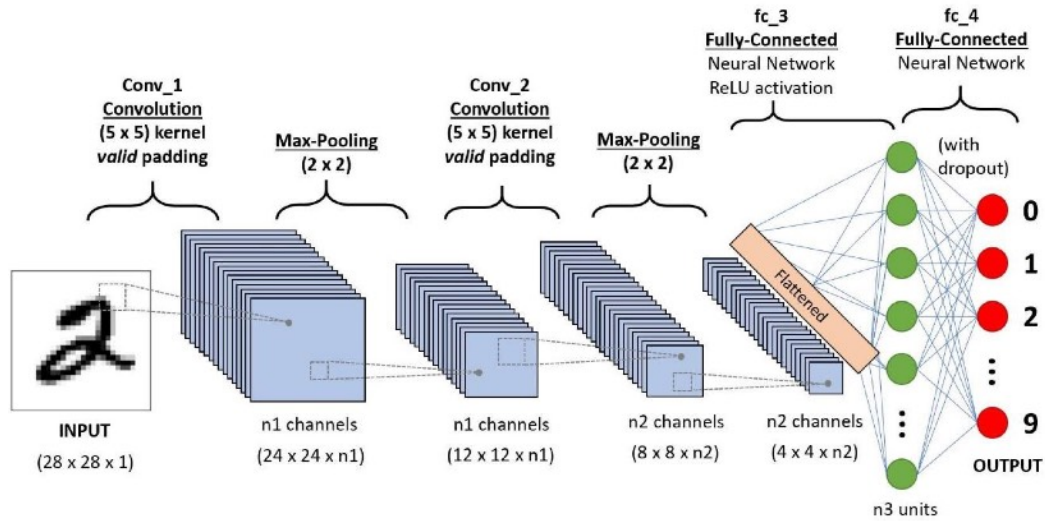 fc_3
Fully-Connected
Neural Network
ReLU activation
fc_4
Fully-Connected
Neural Network
Conv_1
Convolution
(5 x 5) kernel
valid padding
Max-Pooling
(2 x 2)
Conv_2
Convolution
(5 x 5) kernel
valid padding
Max-Pooling
(2 x 2)
(with
dropout)
Flattened
0
1
2
9
INPUT
(28 x 28 x 1)
n1 channels
(24 x 24 x n1)
n1 channels
(12 x 12 x n1)
n2 channels
(8 x 8 x n2)
n2 channels
(4 x 4 x n2)
OUTPUT
n3 units